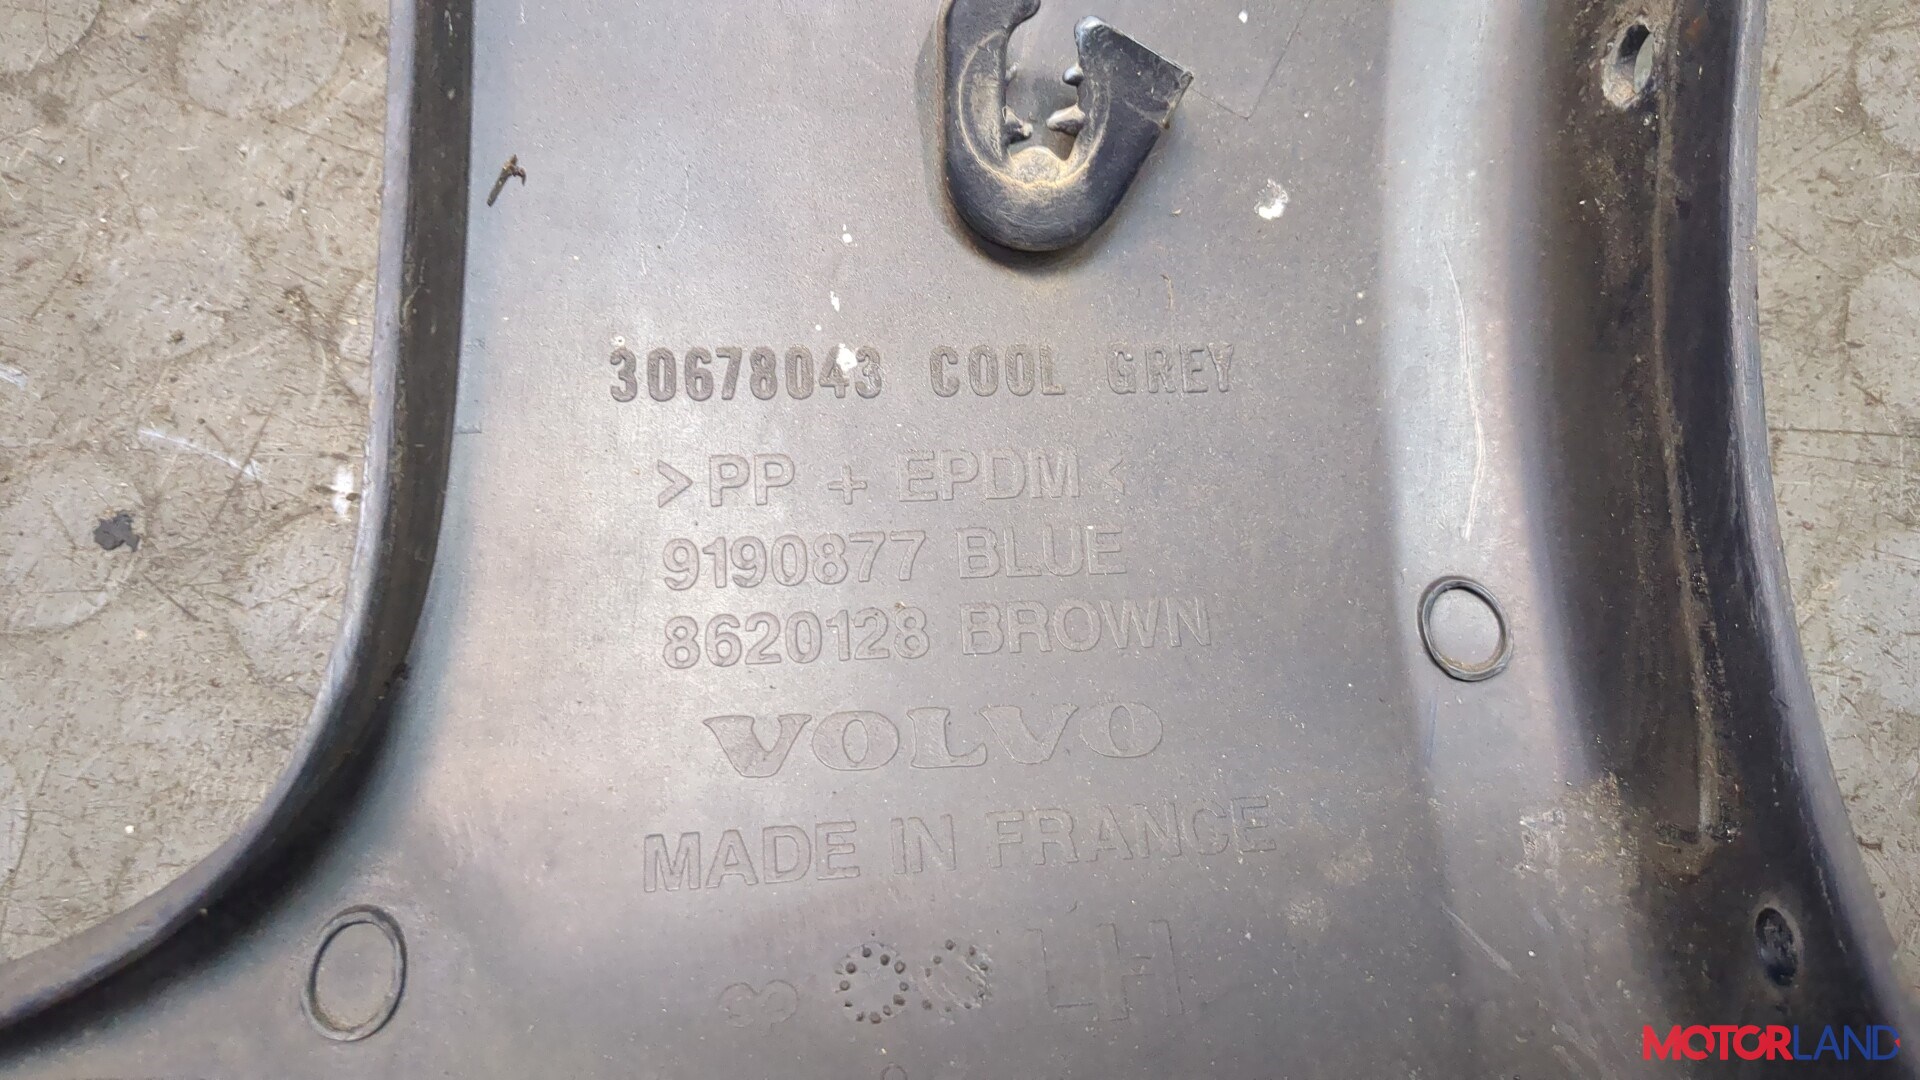 30678043 COOL GREY
>PP + EPDM<
9190877 BLUE
8620128 BROWN
VOLVO
MADE IN FRANCE
LH
MOTORLAND